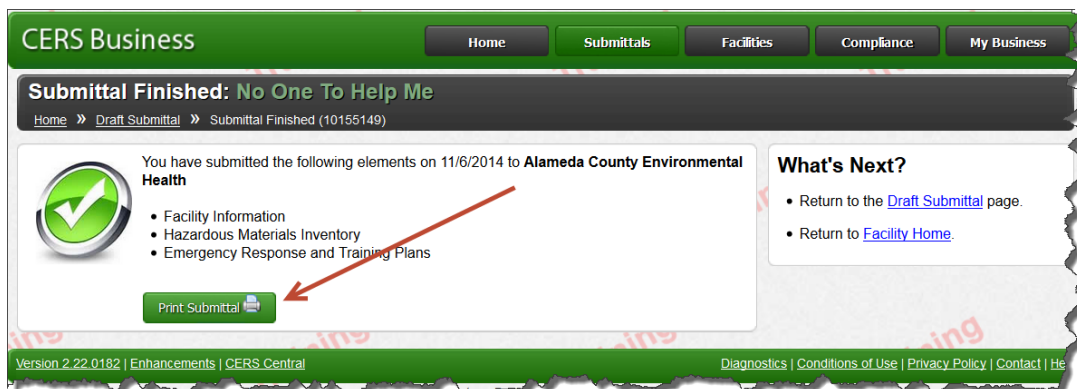 CERS Business
Home
Submittals
Facilities
Compliance
My Business
Submittal Finished: No One To Help Me
Home » Draft Submittal » Submittal Finished (10155149)
You have submitted the following elements on 11/6/2014 to Alameda County Environmental
Health
• Facility Information
• Hazardous Materials Inventory
• Emergency Response and Training Plans
Print Submittal
What's Next?
• Return to the Draft Submittal page.
• Return to Facility Home.
Version 2.22.0182 | Enhancements | CERS Central
Diagnostics | Conditions of Use | Privacy Policy | Contact |